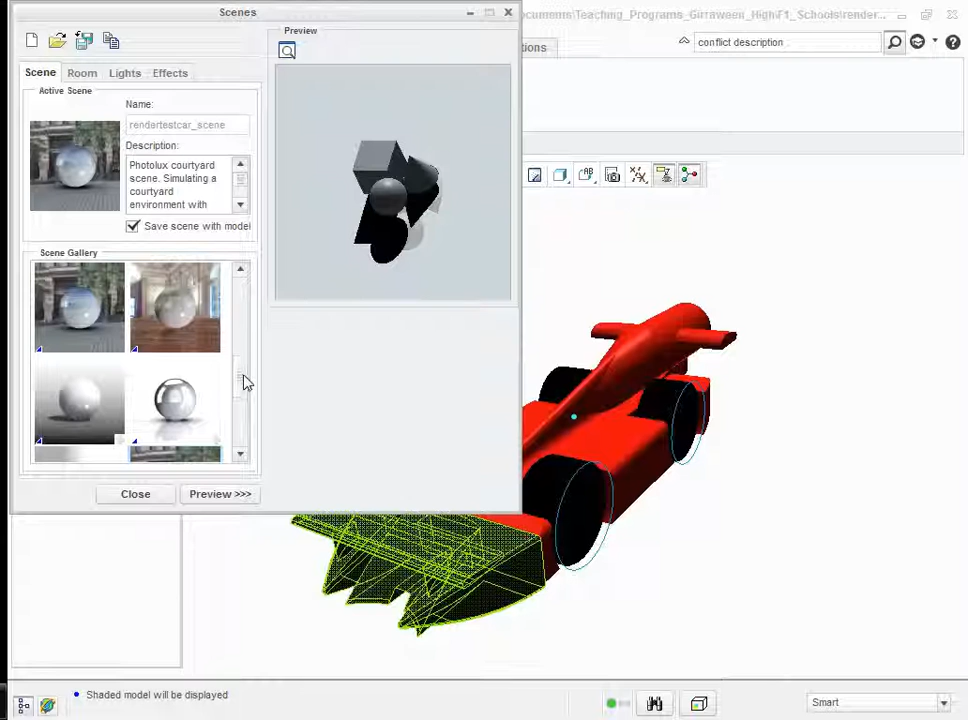 Scenes
ocuments\Teaching_Programs_Girraween_High\F1_Schools\render...
Preview
conflict description
tions
Scene
Room
Lights
Effects
Active Scene
Name:
rendertestcar_scene
Description:
Photolux courtyard
scene. Simulating a
courtyard
environment with
Save scene with model
Scene Gallery
Close
Preview >>>
Shaded model will be displayed
Smart